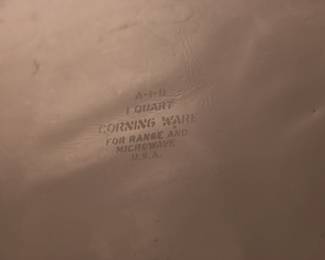 A-1-B
1 QUART
CORNING WARE
FOR RANGE AND
MICROWAVE
U.S.A.